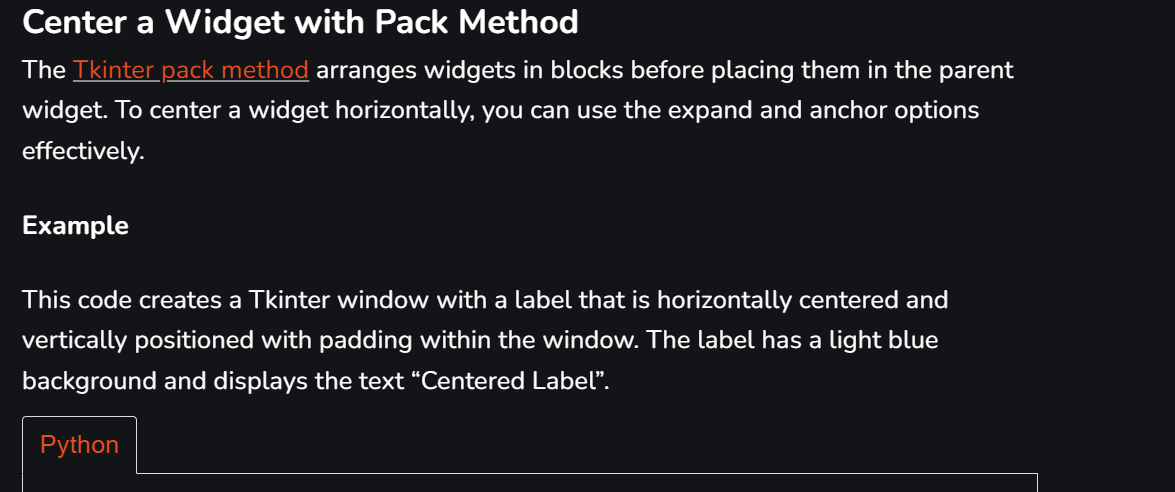 Center a Widget with Pack Method
The Tkinter pack method arranges widgets in blocks before placing them in the parent
widget. To center a widget horizontally, you can use the expand and anchor options
effectively.
Example
This code creates a Tkinter window with a label that is horizontally centered and
vertically positioned with padding within the window. The label has a light blue
background and displays the text “Centered Label”.
Python